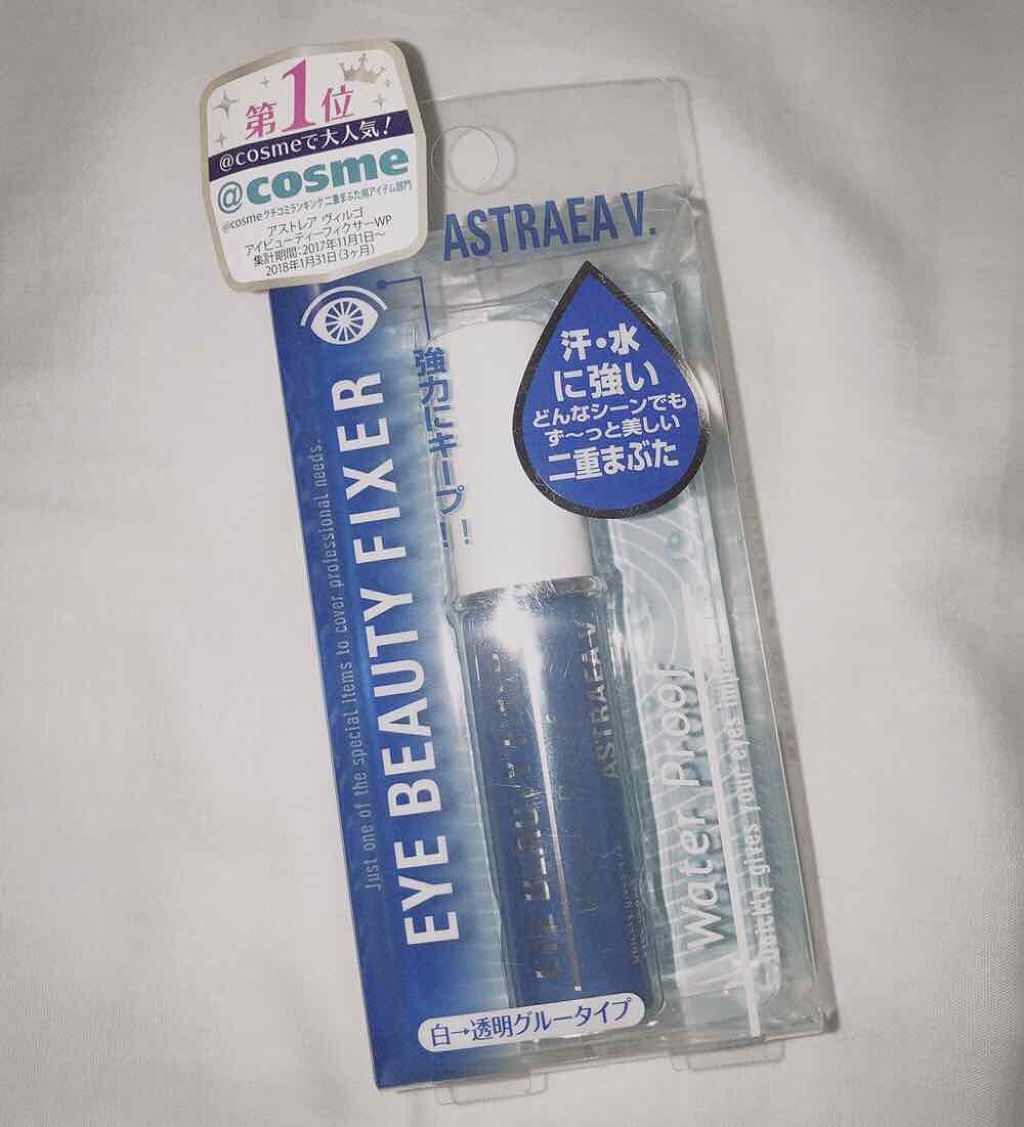 第1位
@cosmeで大人気!
@cosme
@cosmeクチコミランキング二重まぶた用アイテム部門
アストレア ヴィルゴ
アイビューティーフィクサーWP
集計期間:2017年11月1日〜
2018年1月31日(3ヶ月)
ASTRAEA V.
汗・水
に強い
どんなシーンでも
ず〜っと美しい
二重まぶた
強力にキープ!!
Just one of the special items to cover professional needs.
EYE BEAUTY FIXER
ASTRAEA V
Water Proof
Quickly gives your eyes
白→透明グルータイプ